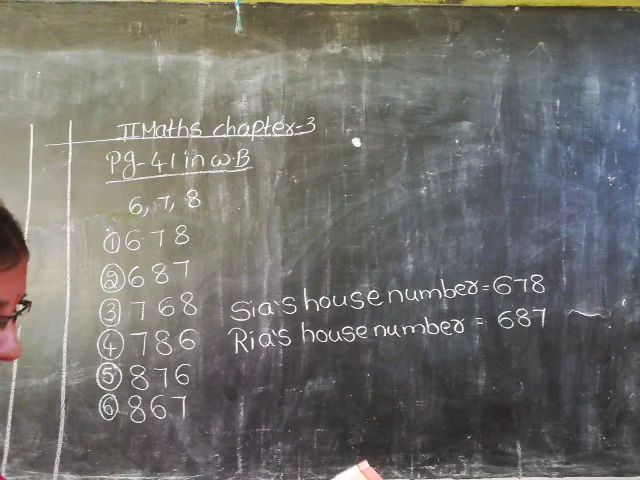 II Maths chapter-3
Pg-41 in w.B
6, 7, 8
① 678
② 687
③ 768
④ 786
⑤ 876
⑥ 867
Sia's house number=678
Ria's house number = 687